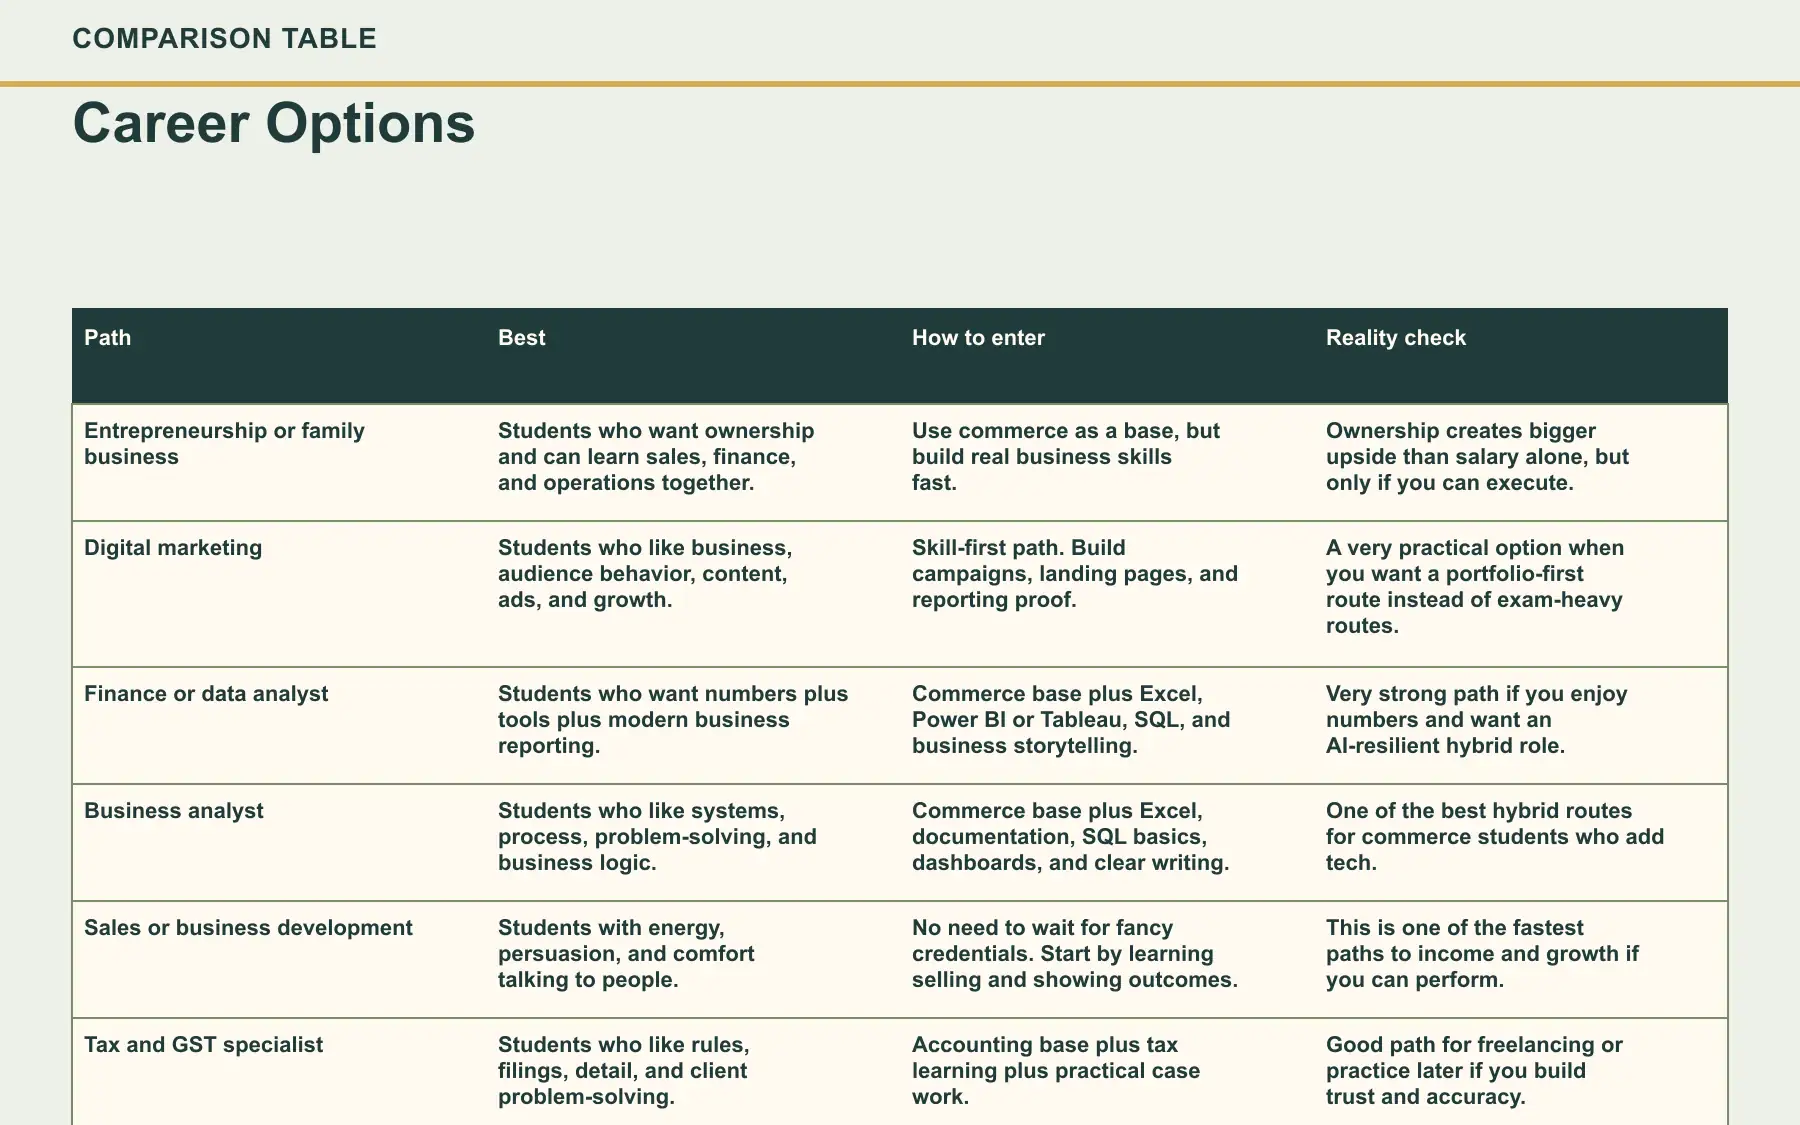 COMPARISON TABLE
Career Options
Path
Best
How to enter
Reality check
Entrepreneurship or family
business
Students who want ownership
and can learn sales, finance,
and operations together.
Use commerce as a base, but
build real business skills
fast.
Ownership creates bigger
upside than salary alone, but
only if you can execute.
Digital marketing
Students who like business,
audience behavior, content,
ads, and growth.
Skill-first path. Build
campaigns, landing pages, and
reporting proof.
A very practical option when
you want a portfolio-first
route instead of exam-heavy
routes.
Finance or data analyst
Students who want numbers plus
tools plus modern business
reporting.
Commerce base plus Excel,
Power BI or Tableau, SQL, and
business storytelling.
Very strong path if you enjoy
numbers and want an
AI-resilient hybrid role.
Business analyst
Students who like systems,
process, problem-solving, and
business logic.
Commerce base plus Excel,
documentation, SQL basics,
dashboards, and clear writing.
One of the best hybrid routes
for commerce students who add
tech.
Sales or business development
Students with energy,
persuasion, and comfort
talking to people.
No need to wait for fancy
credentials. Start by learning
selling and showing outcomes.
This is one of the fastest
paths to income and growth if
you can perform.
Tax and GST specialist
Students who like rules,
filings, detail, and client
problem-solving.
Accounting base plus tax
learning plus practical case
work.
Good path for freelancing or
practice later if you build
trust and accuracy.